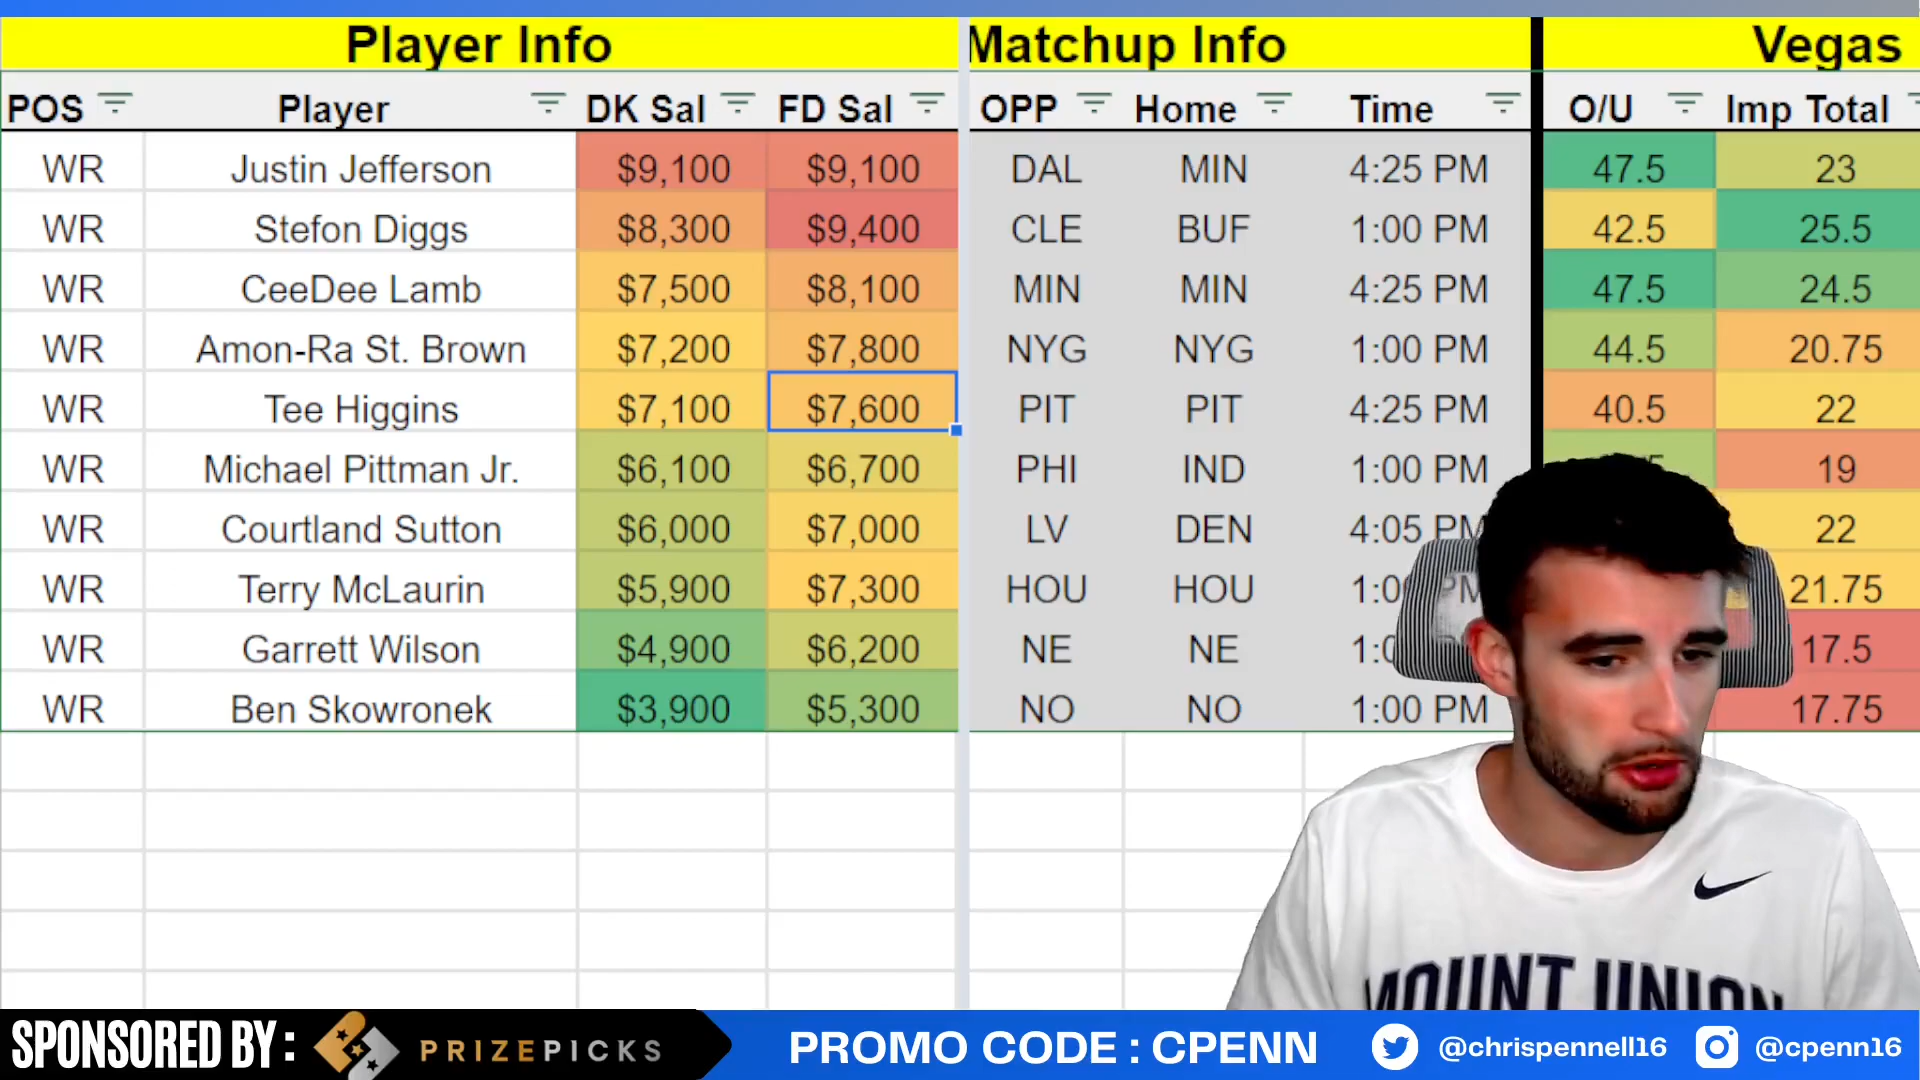 Player Info Matchup Info Vegas
POS Player DK Sal FD Sal OPP Home Time O/U Imp Total
WR Justin Jefferson $9,100 $9,100 DAL MIN 4:25 PM 47.5 23
WR Stefon Diggs $8,300 $9,400 CLE BUF 1:00 PM 42.5 25.5
WR CeeDee Lamb $7,500 $8,100 MIN MIN 4:25 PM 47.5 24.5
WR Amon-Ra St. Brown $7,200 $7,800 NYG NYG 1:00 PM 44.5 20.75
WR Tee Higgins $7,100 $7,600 PIT PIT 4:25 PM 40.5 22
WR Michael Pittman Jr. $6,100 $6,700 PHI IND 1:00 PM 19
WR Courtland Sutton $6,000 $7,000 LV DEN 4:05 PM 22
WR Terry McLaurin $5,900 $7,300 HOU HOU 21.75
WR Garrett Wilson $4,900 $6,200 NE NE 17.5
WR Ben Skowronek $3,900 $5,300 NO NO 1:00 PM 17.75
MOUNT UNION
SPONSORED BY : PRIZEPICKS PROMO CODE : CPENN @chrispennell16 @cpenn16